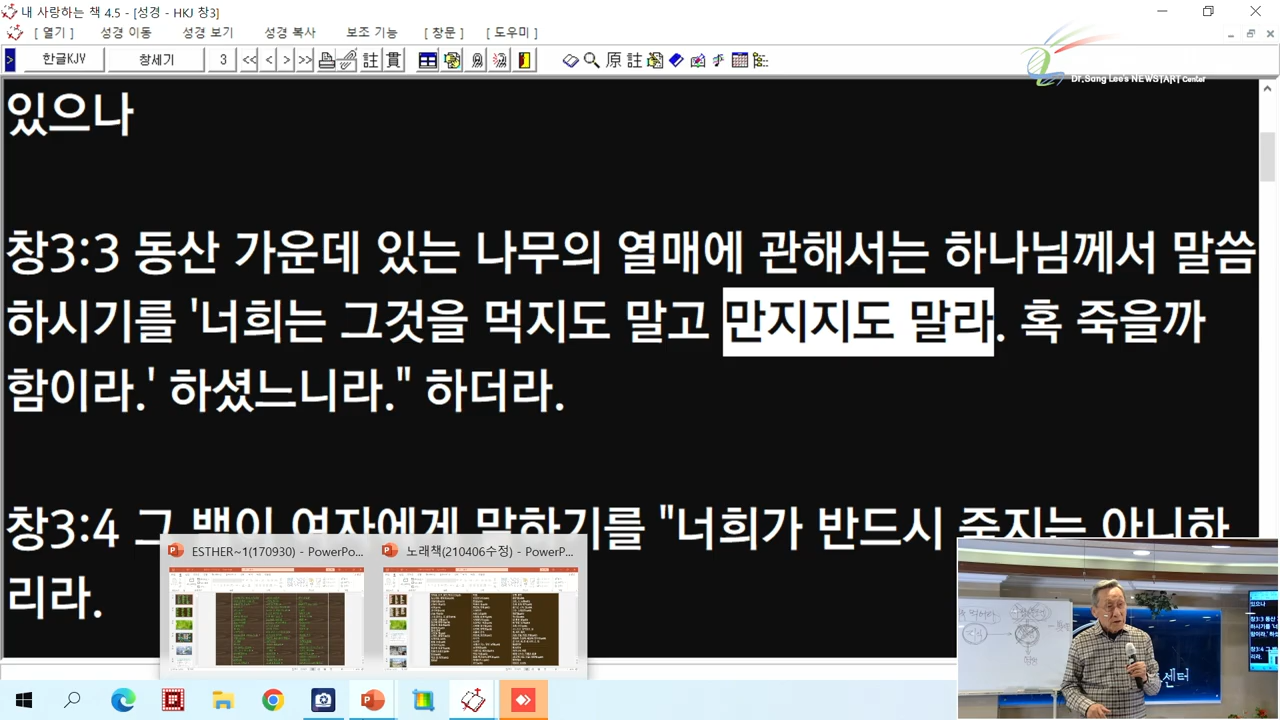 내 사랑하는 책 4.5 - [성경 - HKJ 창3]
[ 열기 ] 성경 이동 성경 보기 성경 복사 보조 기능 [ 창문 ] [ 도우미 ]
한글KJV 창세기 3 << < > >> 註 貫 原 註
Dr.Sang Lee's NEWSTART Center
있으나
창3:3 동산 가운데 있는 나무의 열매에 관해서는 하나님께서 말씀
하시기를 '너희는 그것을 먹지도 말고 만지지도 말라. 혹 죽을까
함이라.' 하셨느니라." 하더라.
창3:4 그 뱀이 여자에게 말하기를 "너희가 반드시 죽지는 아니하
리라.
ESTHER~1(170930) - PowerPo... 노래책(210406수정) - PowerP...
센터